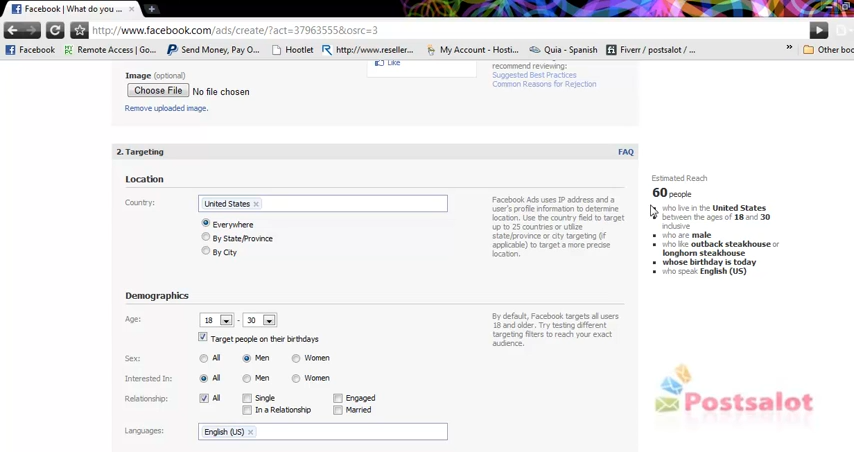 Facebook | What do you ...
http://www.facebook.com/ads/create/?act=37963555&osrc=3
Facebook
Remote Access | Go...
Send Money, Pay O...
Hootlet
http://www.reseller...
My Account - Hosti...
Quia - Spanish
Fiverr / postsalot / ...
»
Other boo
Image (optional)
Choose File No file chosen
Remove uploaded image.
Like
recommend reviewing:
Suggested Best Practices
Common Reasons for Rejection
2. Targeting
FAQ
Location
Country:
United States
Everywhere
By State/Province
By City
Facebook Ads uses IP address and a
user's profile information to determine
location. Use the country field to target
up to 25 countries or utilize
state/province or city targeting (if
applicable) to target a more precise
location.
Estimated Reach
60 people
who live in the United States
between the ages of 18 and 30
inclusive
who are male
who like outback steakhouse or
longhorn steakhouse
whose birthday is today
who speak English (US)
Demographics
Age:
18 - 30
Target people on their birthdays
By default, Facebook targets all users
18 and older. Try testing different
targeting filters to reach your exact
audience.
Sex:
All Men Women
Interested In:
All Men Women
Relationship:
All Single Engaged
In a Relationship Married
Languages:
English (US)
Postsalot